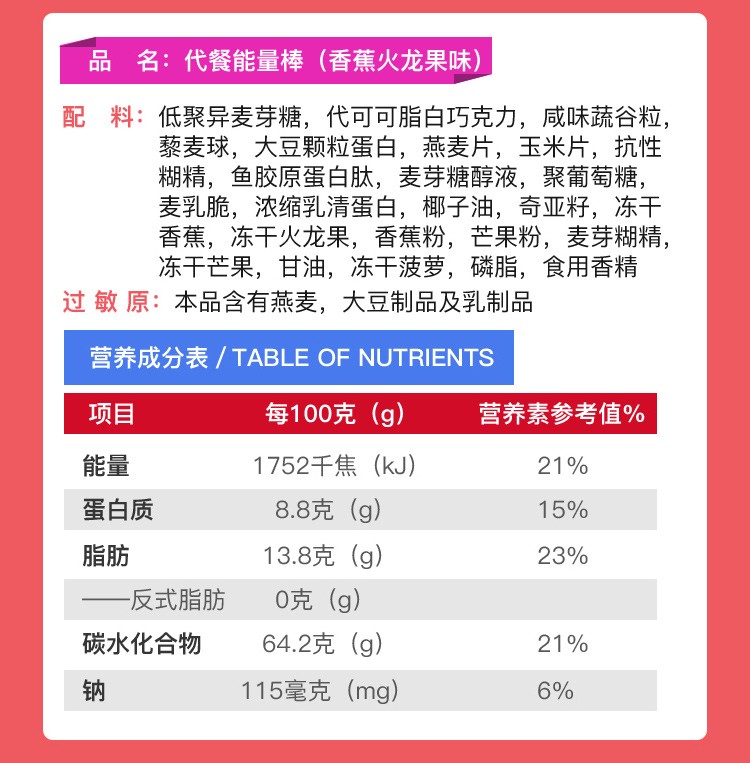 品 名：代餐能量棒（香蕉火龙果味）
配 料：低聚异麦芽糖，代可可脂白巧克力，咸味蔬谷粒，
藜麦球，大豆颗粒蛋白，燕麦片，玉米片，抗性
糊精，鱼胶原蛋白肽，麦芽糖醇液，聚葡萄糖，
麦乳脆，浓缩乳清蛋白，椰子油，奇亚籽，冻干
香蕉，冻干火龙果，香蕉粉，芒果粉，麦芽糊精，
冻干芒果，甘油，冻干菠萝，磷脂，食用香精
过敏原：本品含有燕麦，大豆制品及乳制品
营养成分表 / TABLE OF NUTRIENTS
项目 每100克（g） 营养素参考值%
能量 1752千焦（kJ） 21%
蛋白质 8.8克（g） 15%
脂肪 13.8克（g） 23%
——反式脂肪 0克（g）
碳水化合物 64.2克（g） 21%
钠 115毫克（mg） 6%